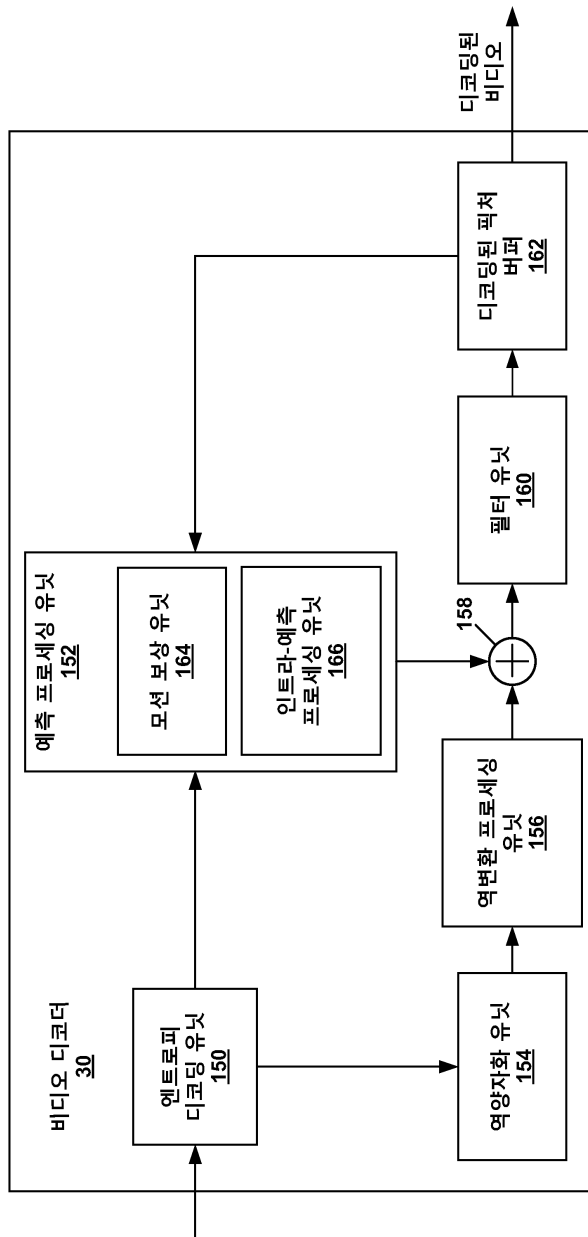 비디오 디코더
30
엔트로피
디코딩 유닛
150
예측 프로세싱 유닛
152
모션 보상 유닛
164
인트라-예측
프로세싱 유닛
166
역양자화 유닛
154
역변환 프로세싱
유닛
156
158
필터 유닛
160
디코딩된 픽처
버퍼
162
디코딩된
비디오